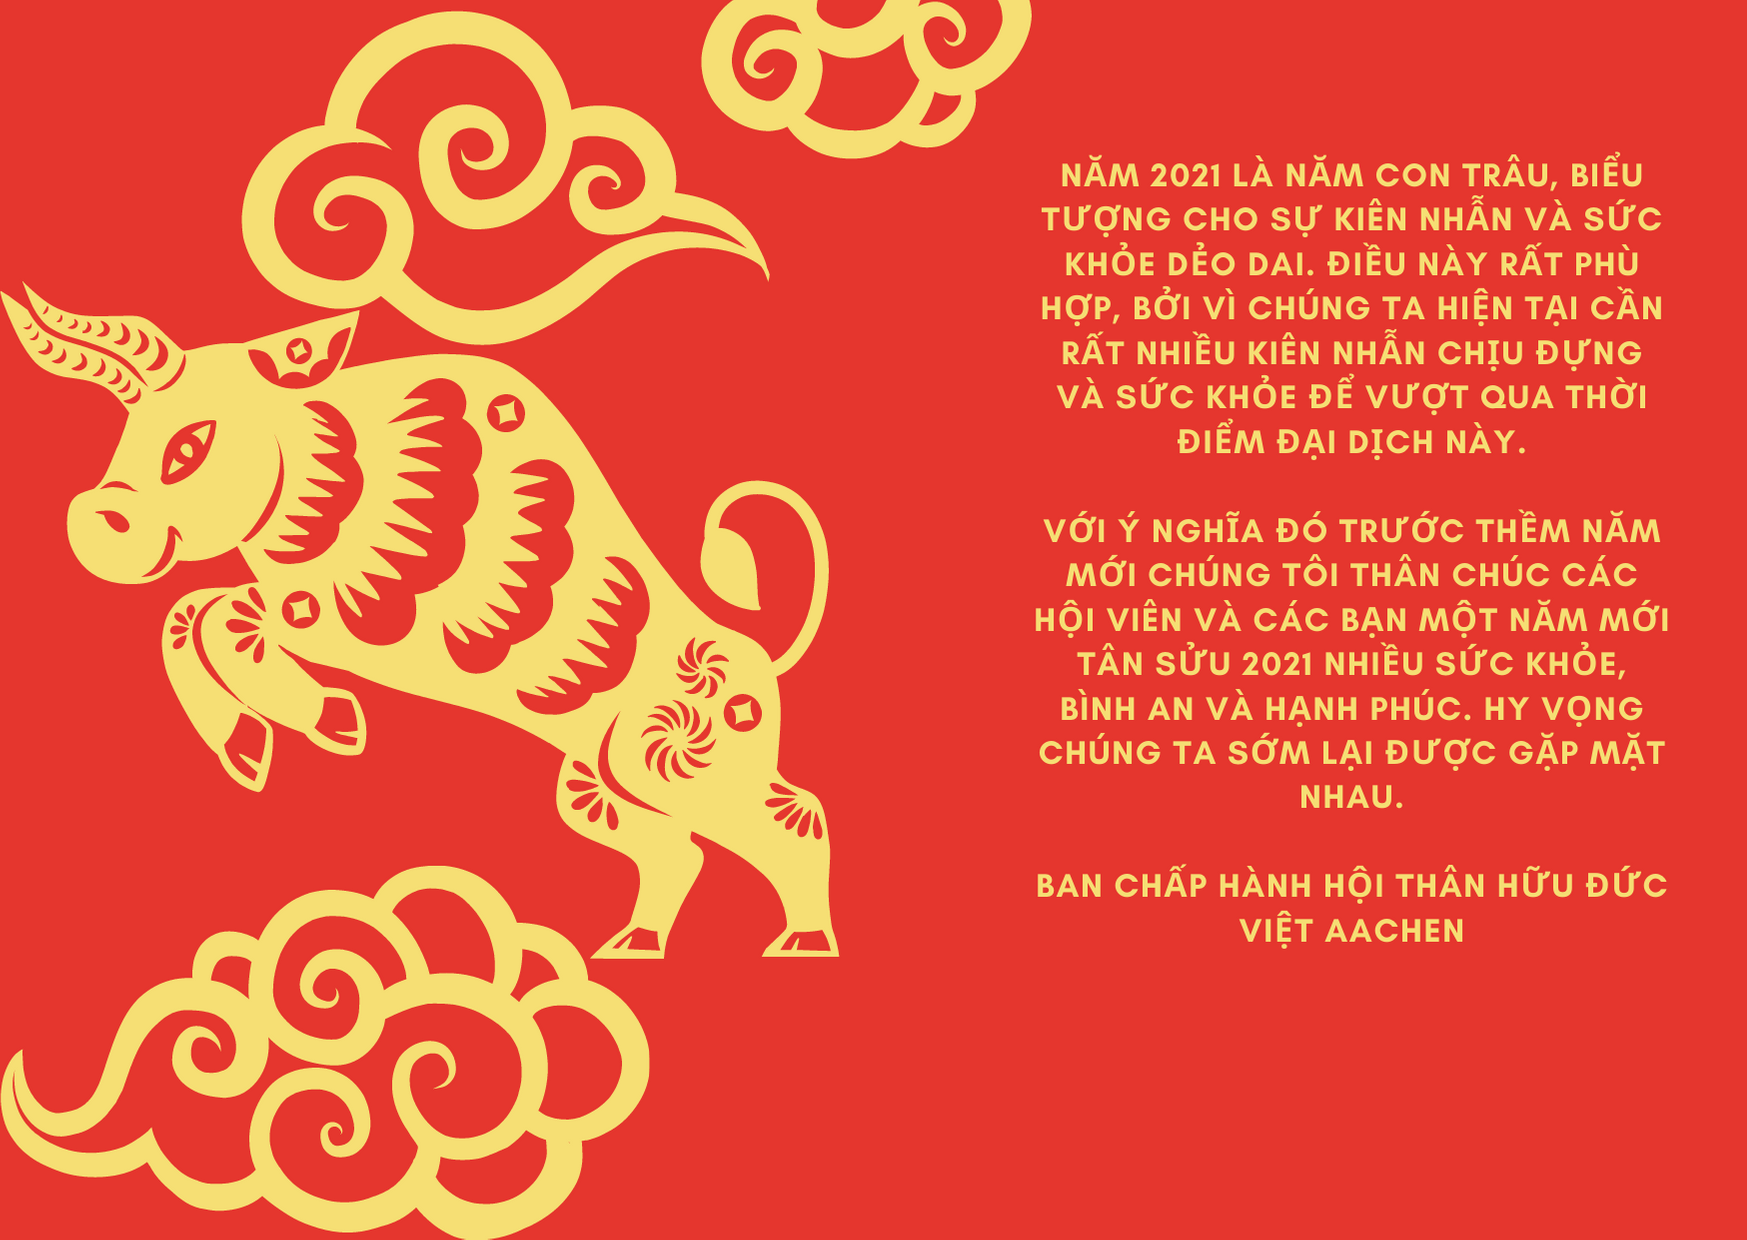 NĂM 2021 LÀ NĂM CON TRÂU, BIỂU
TƯỢNG CHO SỰ KIÊN NHẪN VÀ SỨC
KHỎE DẺO DAI. ĐIỀU NÀY RẤT PHÙ
HỢP, BỞI VÌ CHÚNG TA HIỆN TẠI CẦN
RẤT NHIỀU KIÊN NHẪN CHỊU ĐỰNG
VÀ SỨC KHỎE ĐỂ VƯỢT QUA THỜI
ĐIỂM ĐẠI DỊCH NÀY.
VỚI Ý NGHĨA ĐÓ TRƯỚC THỀM NĂM
MỚI CHÚNG TÔI THÂN CHÚC CÁC
HỘI VIÊN VÀ CÁC BẠN MỘT NĂM MỚI
TÂN SỬU 2021 NHIỀU SỨC KHỎE,
BÌNH AN VÀ HẠNH PHÚC. HY VỌNG
CHÚNG TA SỚM LẠI ĐƯỢC GẶP MẶT
NHAU.
BAN CHẤP HÀNH HỘI THÂN HỮU ĐỨC
VIỆT AACHEN